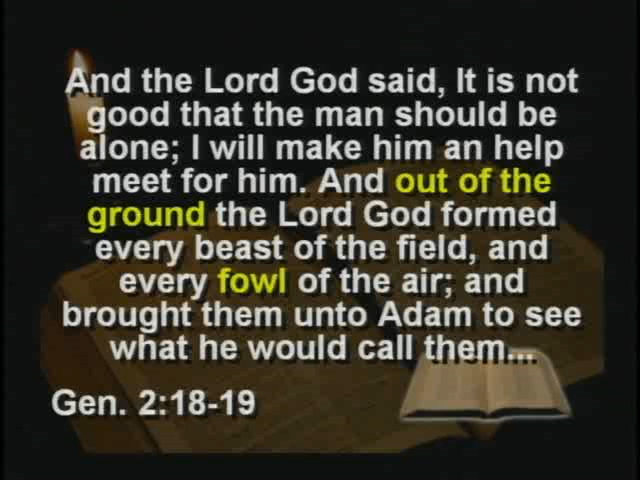 And the Lord God said, It is not
good that the man should be
alone; I will make him an help
meet for him. And out of the
ground the Lord God formed
every beast of the field, and
every fowl of the air; and
brought them unto Adam to see
what he would call them...
Gen. 2:18-19